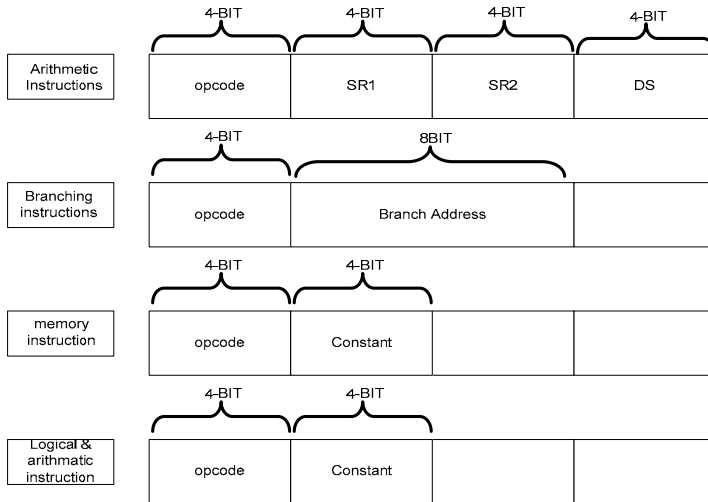 4-BIT 4-BIT 4-BIT 4-BIT
Arithmetic
Instructions
opcode SR1 SR2 DS
4-BIT 8BIT
Branching
instructions
opcode Branch Address
4-BIT 4-BIT
memory
instruction
opcode Constant
4-BIT 4-BIT
Logical &
arithmatic
instruction
opcode Constant